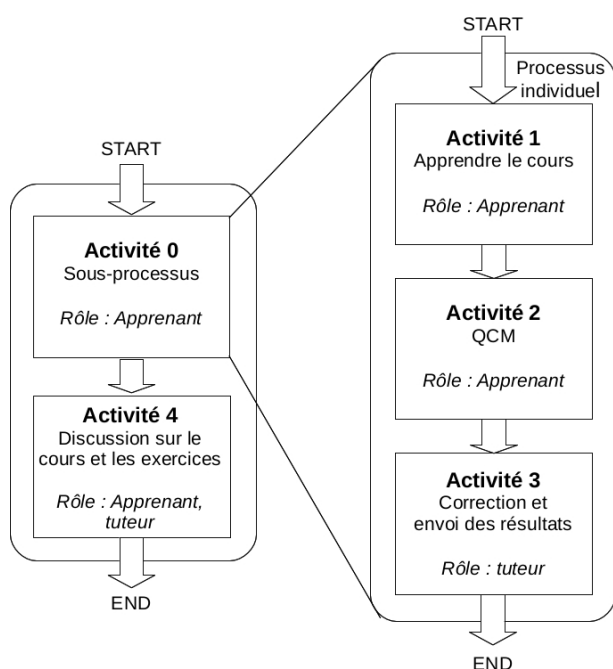 START
Activité 0
Sous-processus
Rôle : Apprenant
Activité 4
Discussion sur le
cours et les exercices
Rôle : Apprenant,
tuteur
END
START
Processus
individuel
Activité 1
Apprendre le cours
Rôle : Apprenant
Activité 2
QCM
Rôle : Apprenant
Activité 3
Correction et
envoi des résultats
Rôle : tuteur
END